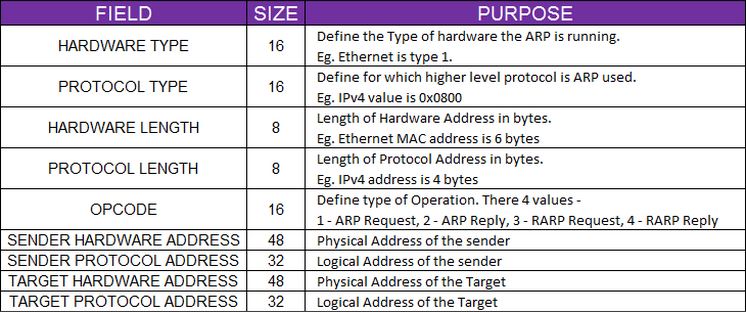 FIELD SIZE PURPOSE
HARDWARE TYPE 16 Define the Type of hardware the ARP is running.
Eg. Ethernet is type 1.
PROTOCOL TYPE 16 Define for which higher level protocol is ARP used.
Eg. IPv4 value is 0x0800
HARDWARE LENGTH 8 Length of Hardware Address in bytes.
Eg. Ethernet MAC address is 6 bytes
PROTOCOL LENGTH 8 Length of Protocol Address in bytes.
Eg. IPv4 address is 4 bytes
OPCODE 16 Define type of Operation. There 4 values -
1 - ARP Request, 2 - ARP Reply, 3 - RARP Request, 4 - RARP Reply
SENDER HARDWARE ADDRESS 48 Physical Address of the sender
SENDER PROTOCOL ADDRESS 32 Logical Address of the sender
TARGET HARDWARE ADDRESS 48 Physical Address of the Target
TARGET PROTOCOL ADDRESS 32 Logical Address of the Target